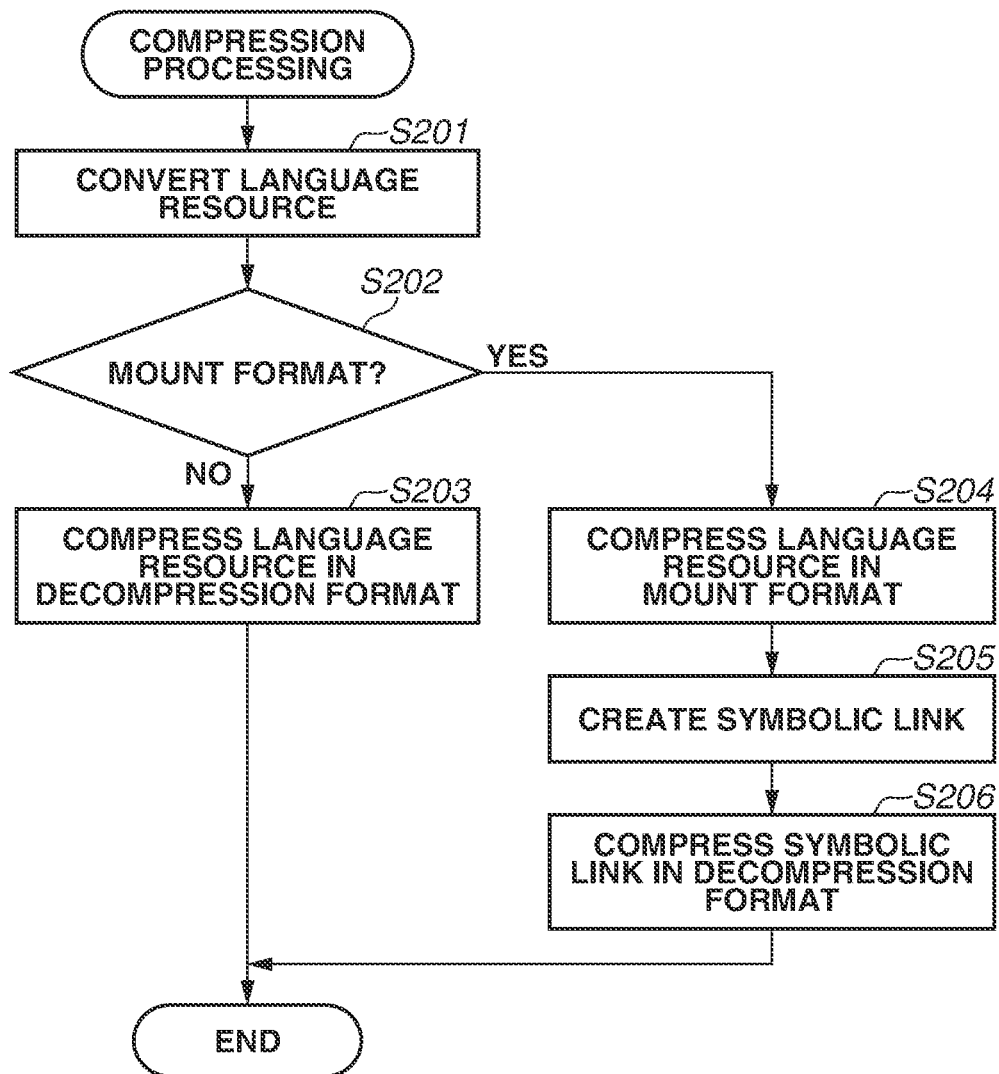 COMPRESSION
PROCESSING
S201
CONVERT LANGUAGE
RESOURCE
S202
MOUNT FORMAT?
YES
NO
S203
COMPRESS LANGUAGE
RESOURCE IN
DECOMPRESSION FORMAT
S204
COMPRESS LANGUAGE
RESOURCE IN
MOUNT FORMAT
S205
CREATE SYMBOLIC LINK
S206
COMPRESS SYMBOLIC
LINK IN DECOMPRESSION
FORMAT
END